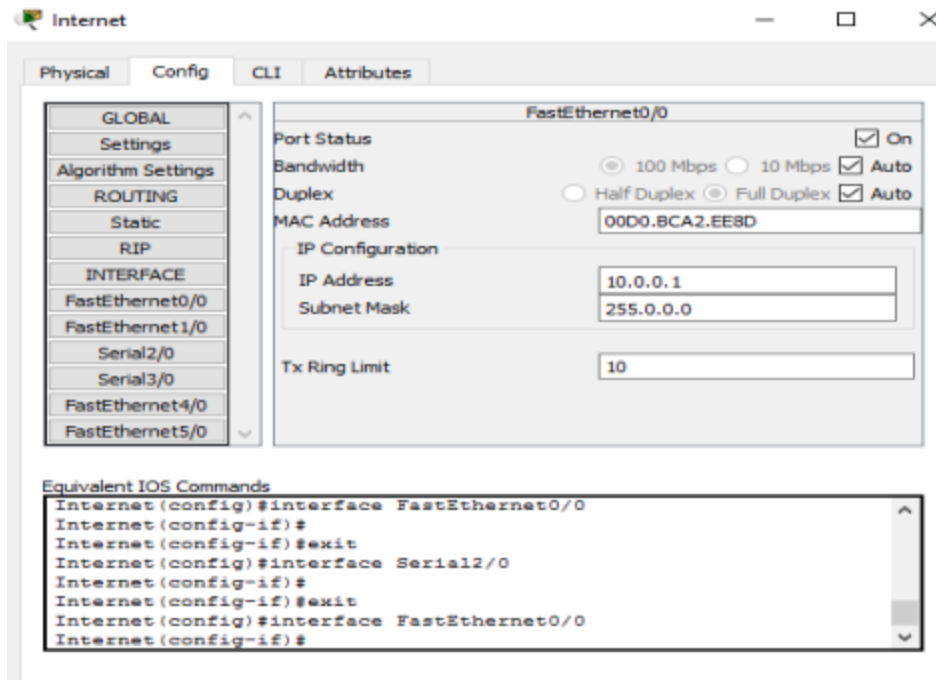 Internet
Physical Config CLI Attributes
GLOBAL
Settings
Algorithm Settings
ROUTING
Static
RIP
INTERFACE
FastEthernet0/0
FastEthernet1/0
Serial2/0
Serial3/0
FastEthernet4/0
FastEthernet5/0
FastEthernet0/0
Port Status On
Bandwidth 100 Mbps 10 Mbps Auto
Duplex Half Duplex Full Duplex Auto
MAC Address 00D0.BCA2.EE8D
IP Configuration
IP Address 10.0.0.1
Subnet Mask 255.0.0.0
Tx Ring Limit 10
Equivalent IOS Commands
Internet(config)#interface FastEthernet0/0
Internet(config-if)#
Internet(config-if)#exit
Internet(config)#interface Serial2/0
Internet(config-if)#
Internet(config-if)#exit
Internet(config)#interface FastEthernet0/0
Internet(config-if)#